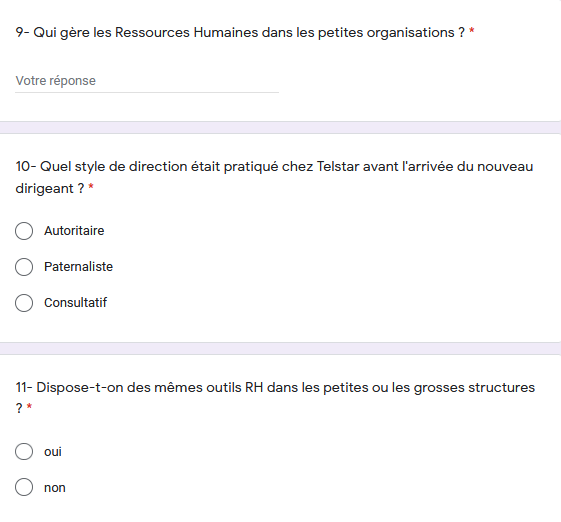 9- Qui gère les Ressources Humaines dans les petites organisations ? *
Votre réponse
10- Quel style de direction était pratiqué chez Telstar avant l'arrivée du nouveau
dirigeant ? *
Autoritaire
Paternaliste
Consultatif
11- Dispose-t-on des mêmes outils RH dans les petites ou les grosses structures
? *
oui
non